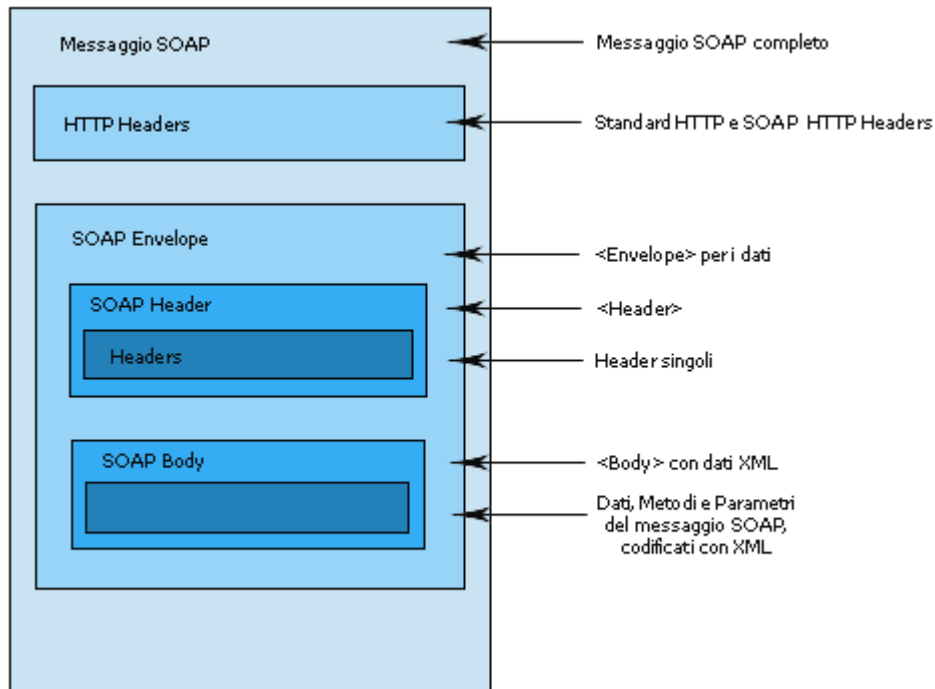 Messaggio SOAP
Messaggio SOAP completo
HTTP Headers
Standard HTTP e SOAP HTTP Headers
SOAP Envelope
<Envelope> per i dati
SOAP Header
<Header>
Headers
Header singoli
SOAP Body
<Body> con dati XML
Dati, Metodi e Parametri
del messaggio SOAP,
codificati con XML